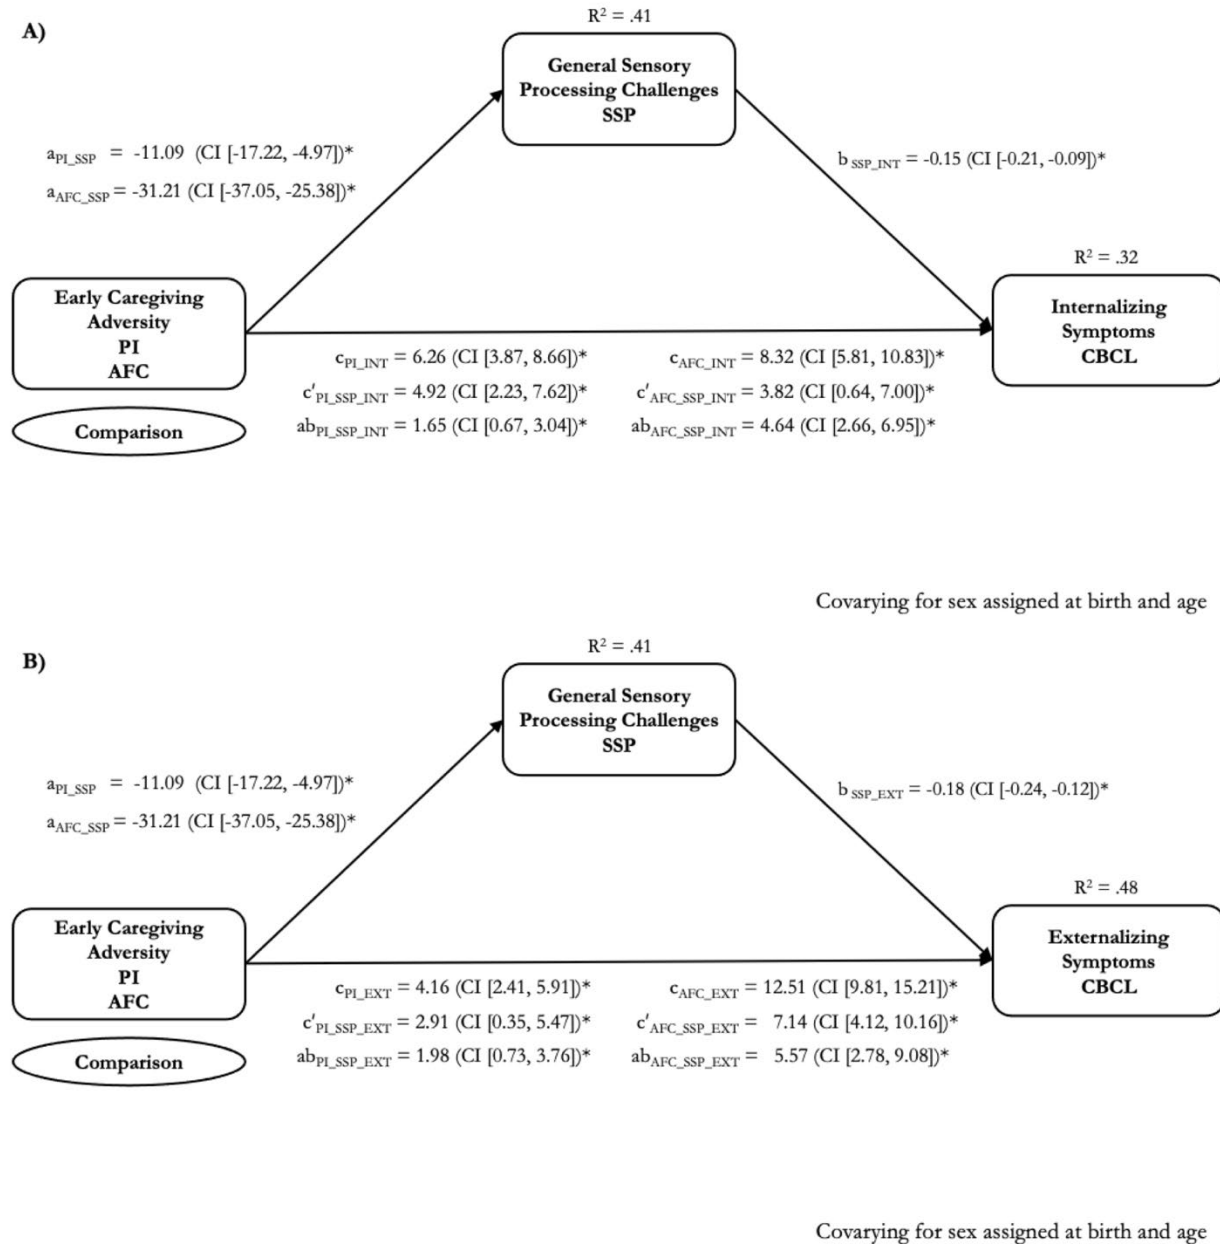 A)
R² = .41
General Sensory
Processing Challenges
SSP
a_PI_SSP = -11.09 (CI [-17.22, -4.97])*
a_AFC_SSP = -31.21 (CI [-37.05, -25.38])*
b_SSP_INT = -0.15 (CI [-0.21, -0.09])*
R² = .32
Early Caregiving
Adversity
PI
AFC
Internalizing
Symptoms
CBCL
c_PI_INT = 6.26 (CI [3.87, 8.66])*
c'_PI_SSP_INT = 4.92 (CI [2.23, 7.62])*
ab_PI_SSP_INT = 1.65 (CI [0.67, 3.04])*
c_AFC_INT = 8.32 (CI [5.81, 10.83])*
c'_AFC_SSP_INT = 3.82 (CI [0.64, 7.00])*
ab_AFC_SSP_INT = 4.64 (CI [2.66, 6.95])*
Comparison
Covarying for sex assigned at birth and age
B)
R² = .41
General Sensory
Processing Challenges
SSP
a_PI_SSP = -11.09 (CI [-17.22, -4.97])*
a_AFC_SSP = -31.21 (CI [-37.05, -25.38])*
b_SSP_EXT = -0.18 (CI [-0.24, -0.12])*
R² = .48
Early Caregiving
Adversity
PI
AFC
Externalizing
Symptoms
CBCL
c_PI_EXT = 4.16 (CI [2.41, 5.91])*
c'_PI_SSP_EXT = 2.91 (CI [0.35, 5.47])*
ab_PI_SSP_EXT = 1.98 (CI [0.73, 3.76])*
c_AFC_EXT = 12.51 (CI [9.81, 15.21])*
c'_AFC_SSP_EXT = 7.14 (CI [4.12, 10.16])*
ab_AFC_SSP_EXT = 5.57 (CI [2.78, 9.08])*
Comparison
Covarying for sex assigned at birth and age